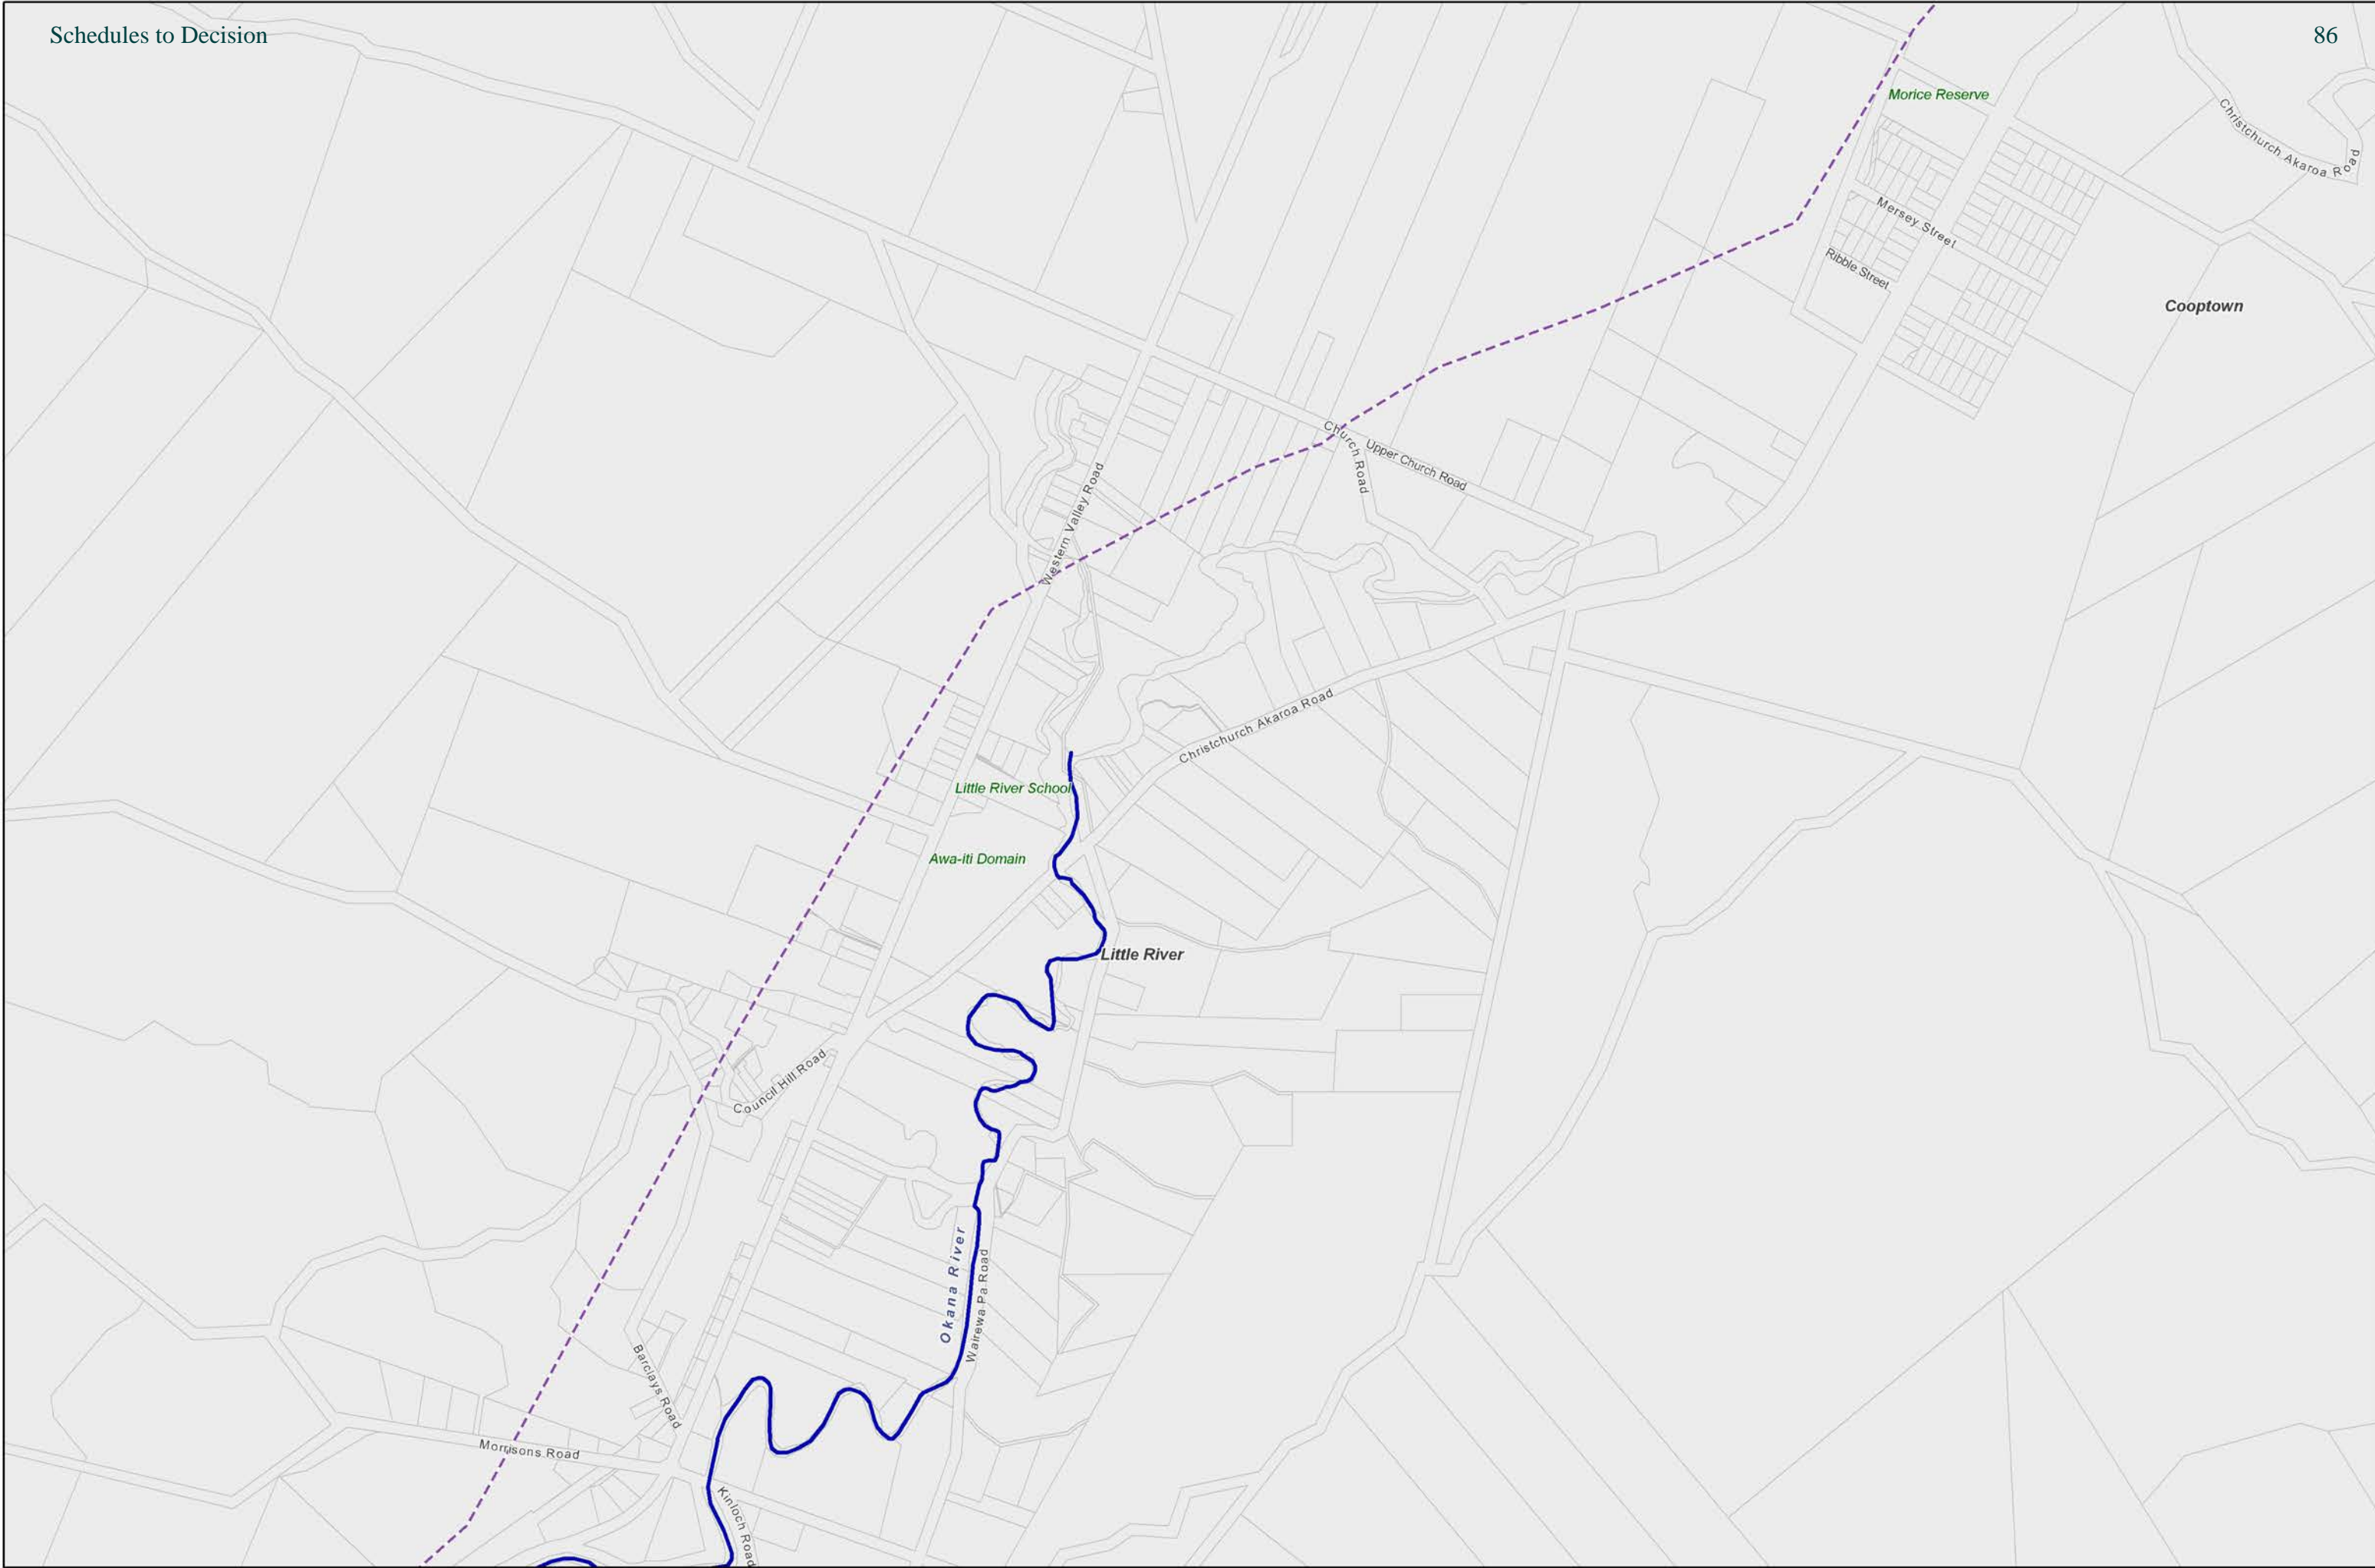 Schedules to Decision
86
Morice Reserve
Christchurch Akaroa Road
Mersey Street
Ribble Street
Cooptown
Church Road
Upper Church Road
Western Valley Road
Christchurch Akaroa Road
Little River School
Awa-iti Domain
Little River
Council Hill Road
Okana River
Wairewa Pa Road
Barclays Road
Morrisons Road
Kinloch Road